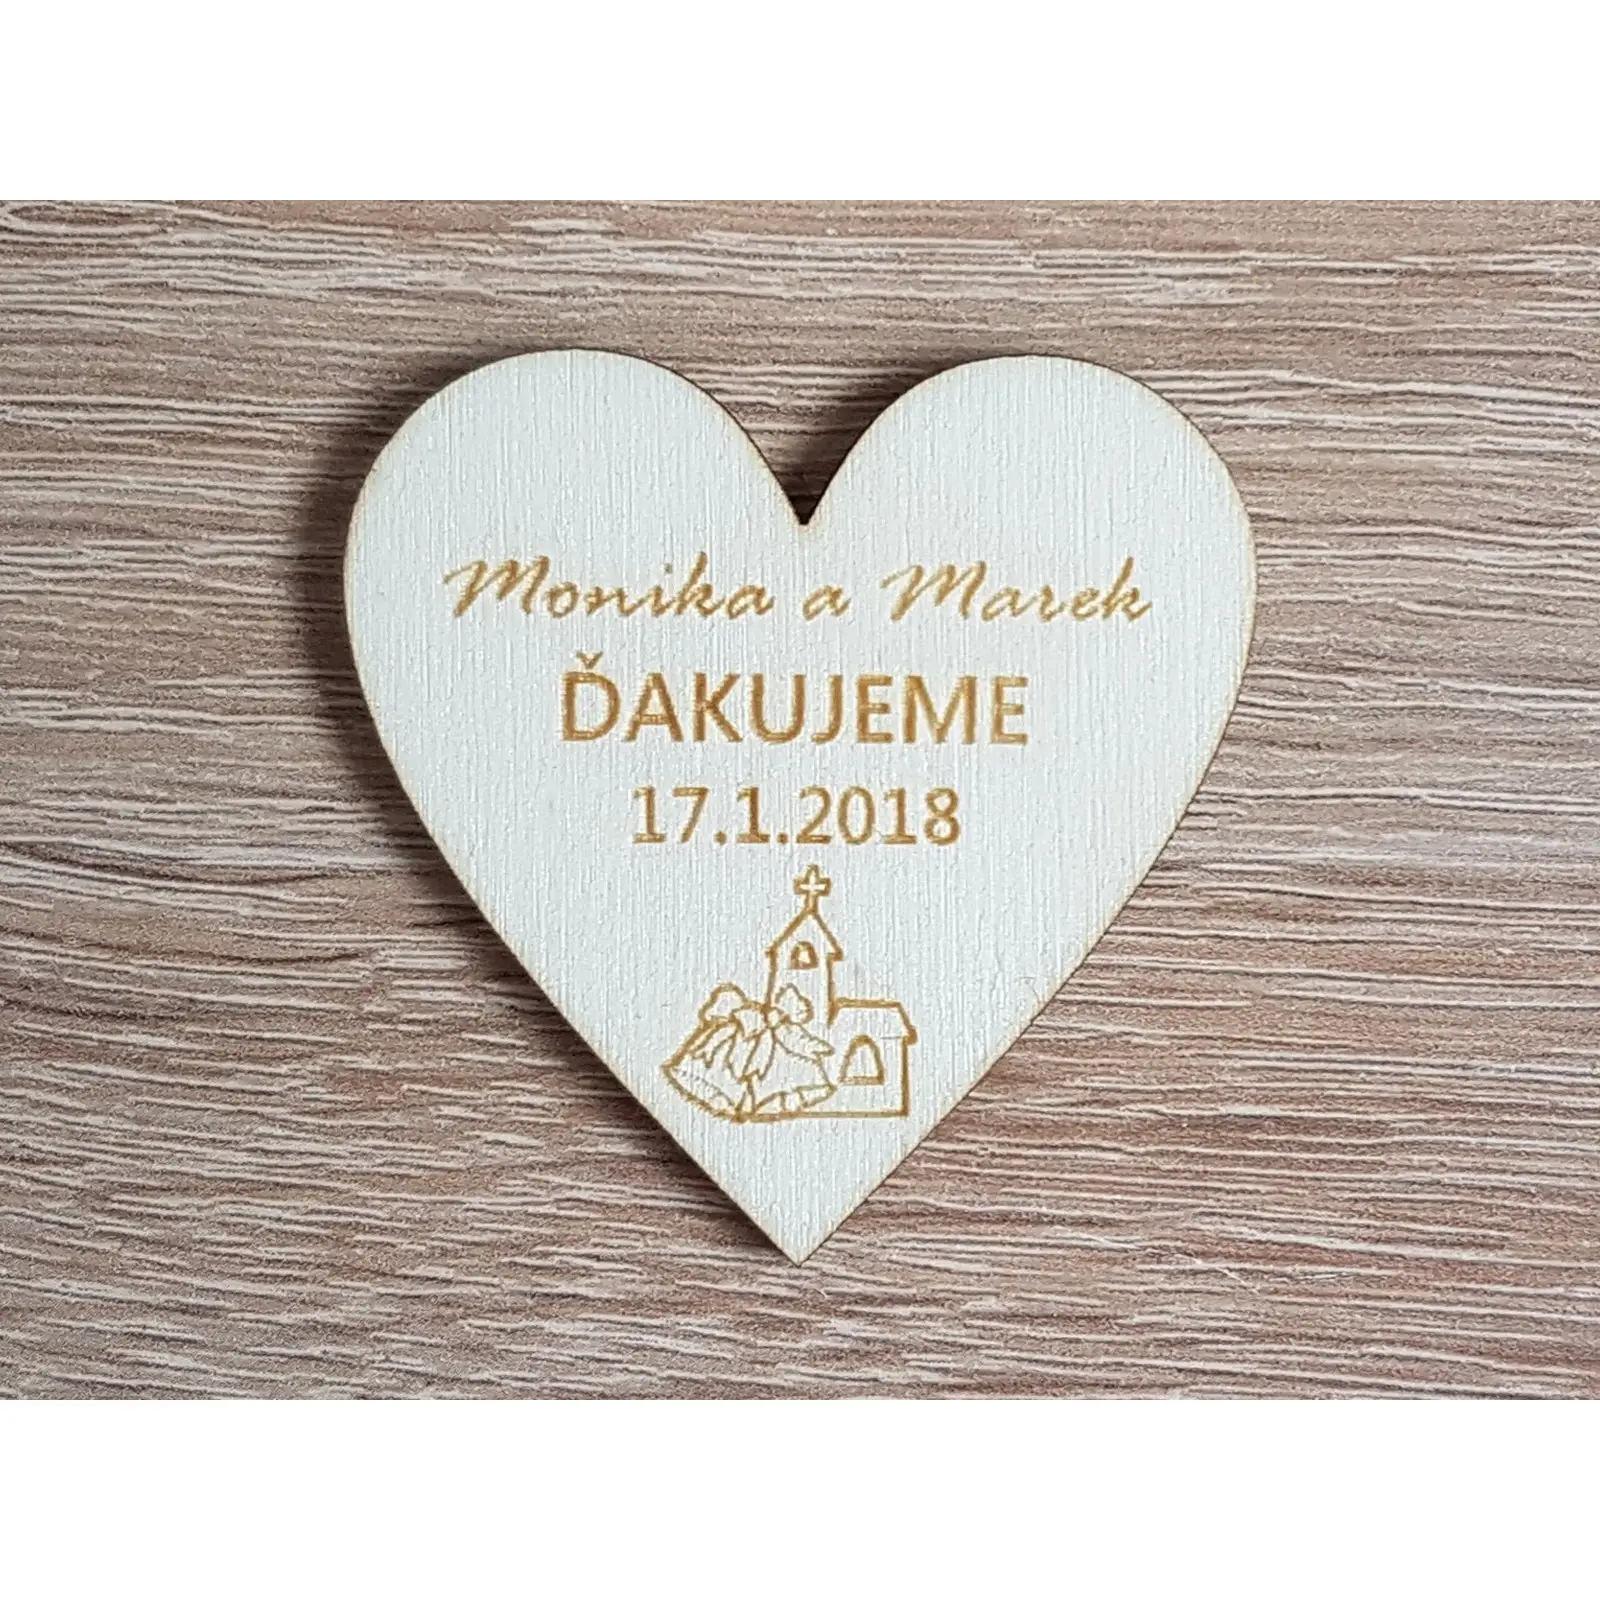 Monika a Marek
ĎAKUJEME
17.1.2018